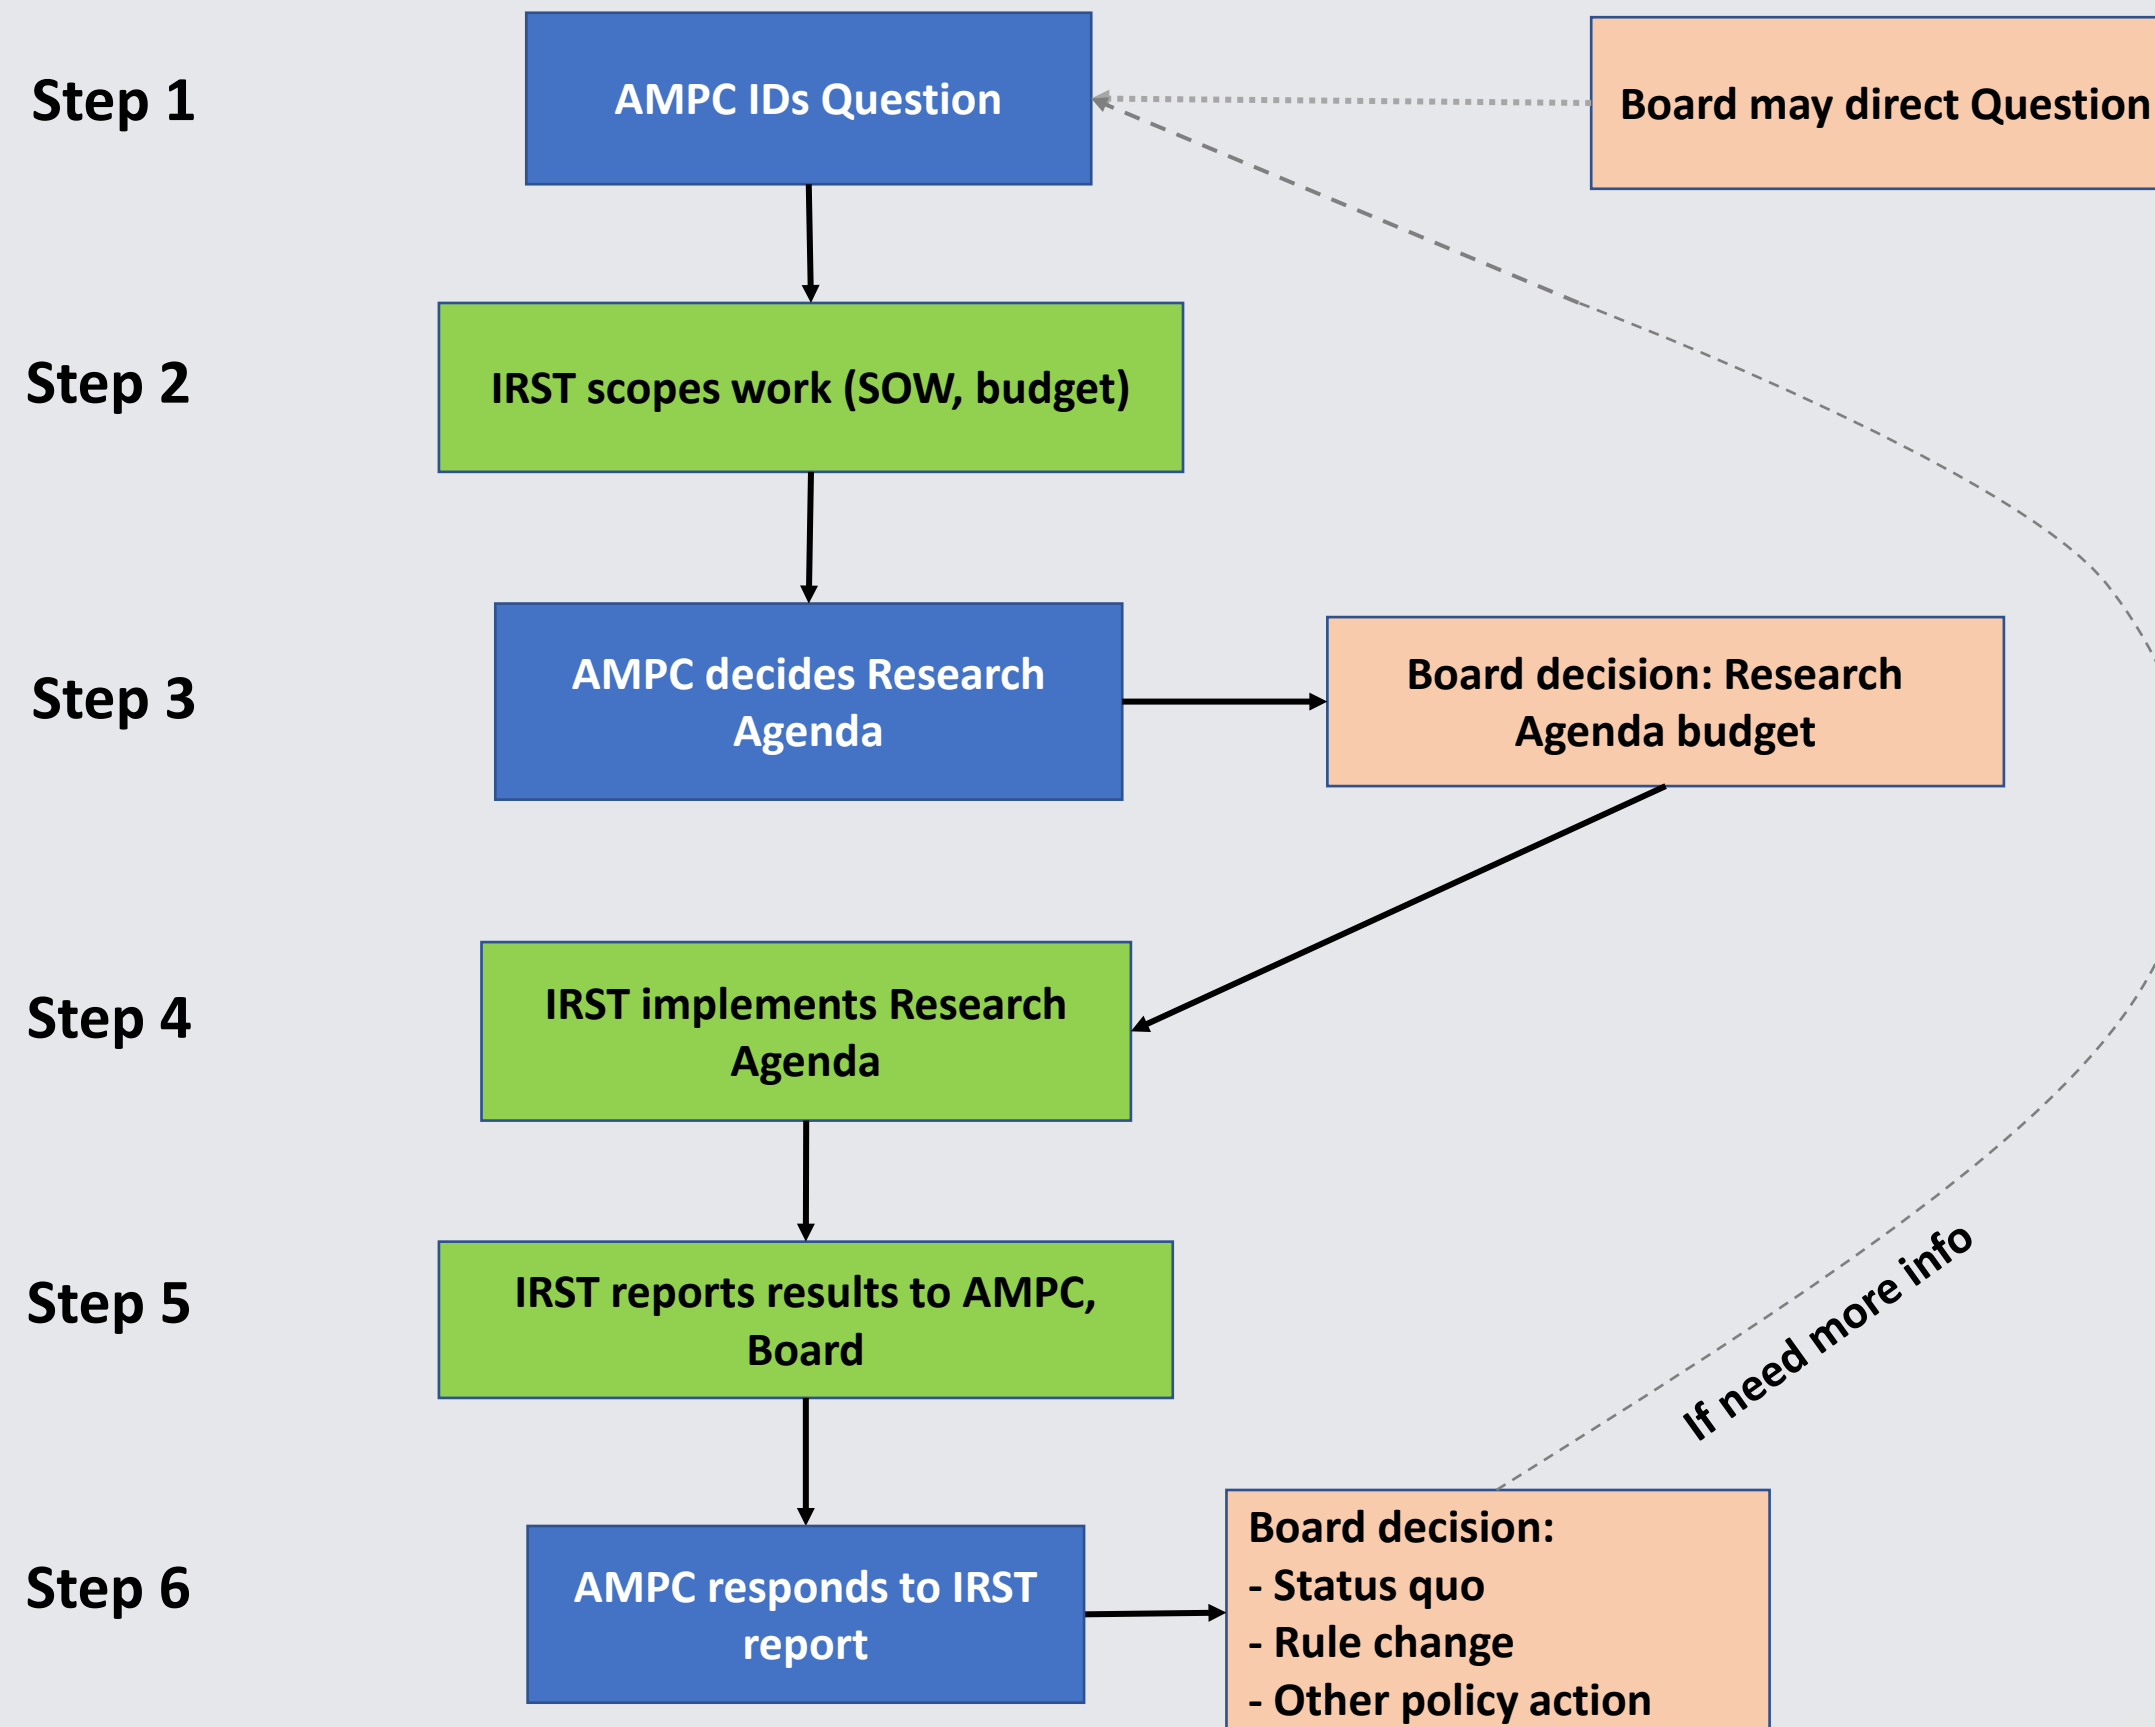 Step 1
AMPC IDs Question
Board may direct Question
Step 2
IRST scopes work (SOW, budget)
Step 3
AMPC decides Research
Agenda
Board decision: Research
Agenda budget
Step 4
IRST implements Research
Agenda
Step 5
IRST reports results to AMPC,
Board
If need more info
Step 6
AMPC responds to IRST
report
Board decision:
- Status quo
- Rule change
- Other policy action